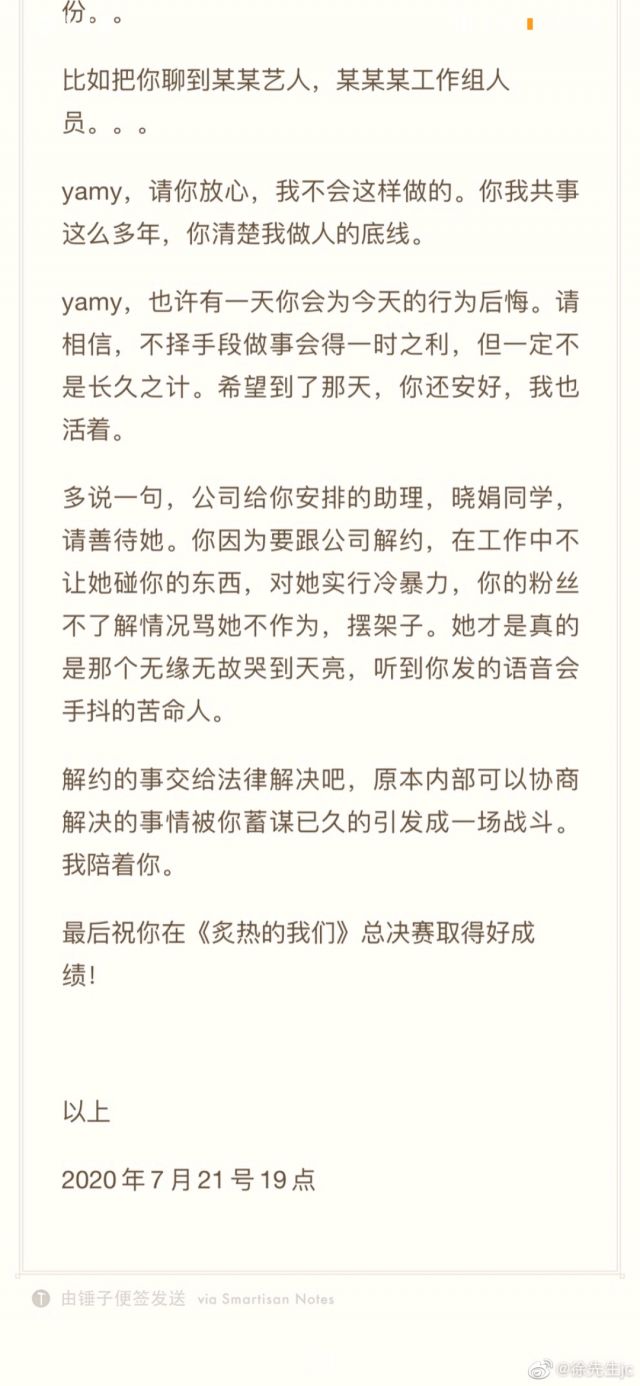 份。。
比如把你聊到某某艺人，某某某工作组人
员。。。
yamy，请你放心，我不会这样做的。你我共事
这么多年，你清楚我做人的底线。
yamy，也许有一天你会为今天的行为后悔。请
相信，不择手段做事会得一时之利，但一定不
是长久之计。希望到了那天，你还安好，我也
活着。
多说一句，公司给你安排的助理，晓娟同学，
请善待她。你因为要跟公司解约，在工作中不
让她碰你的东西，对她实行冷暴力，你的粉丝
不了解情况骂她不作为，摆架子。她才是真的
是那个无缘无故哭到天亮，听到你发的语音会
手抖的苦命人。
解约的事交给法律解决吧，原本内部可以协商
解决的事情被你蓄谋已久的引发成一场战斗。
我陪着你。
最后祝你在《炙热的我们》总决赛取得好成
绩！
以上
2020年7月21号19点
T 由锤子便签发送 via Smartisan Notes
@徐先生jc